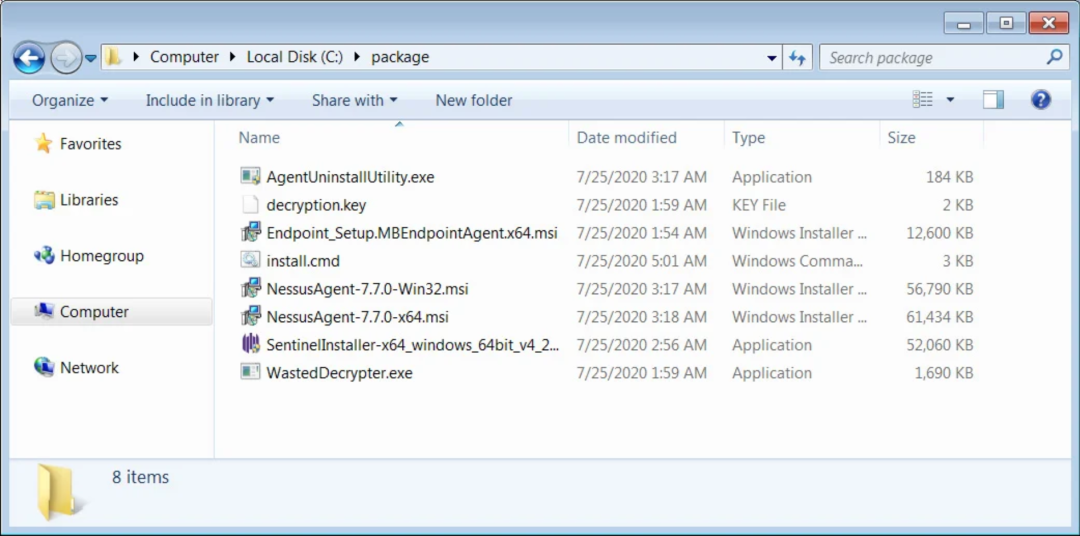 Computer Local Disk (C:) package Search package
Organize Include in library Share with New folder
Favorites
Libraries
Homegroup
Computer
Network
Name Date modified Type Size
AgentUninstallUtility.exe 7/25/2020 3:17 AM Application 184 KB
decryption.key 7/25/2020 1:59 AM KEY File 2 KB
Endpoint_Setup.MBEndpointAgent.x64.msi 7/25/2020 1:54 AM Windows Installer ... 12,600 KB
install.cmd 7/25/2020 5:01 AM Windows Comma... 3 KB
NessusAgent-7.7.0-Win32.msi 7/25/2020 3:17 AM Windows Installer ... 56,790 KB
NessusAgent-7.7.0-x64.msi 7/25/2020 3:18 AM Windows Installer ... 61,434 KB
SentinelInstaller-x64_windows_64bit_v4_2... 7/25/2020 2:56 AM Application 52,060 KB
WastedDecrypter.exe 7/25/2020 1:59 AM Application 1,690 KB
8 items